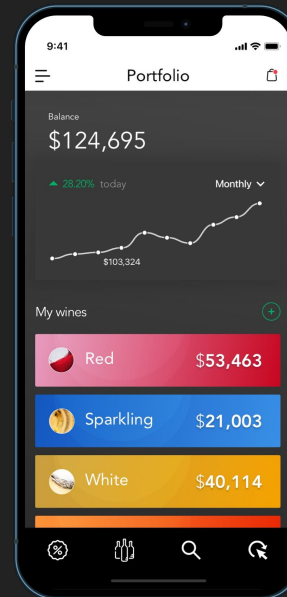 9:41
Portfolio
Balance
$124,695
28.20% today
Monthly
$103,324
My wines
Red $53,463
Sparkling $21,003
White $40,114